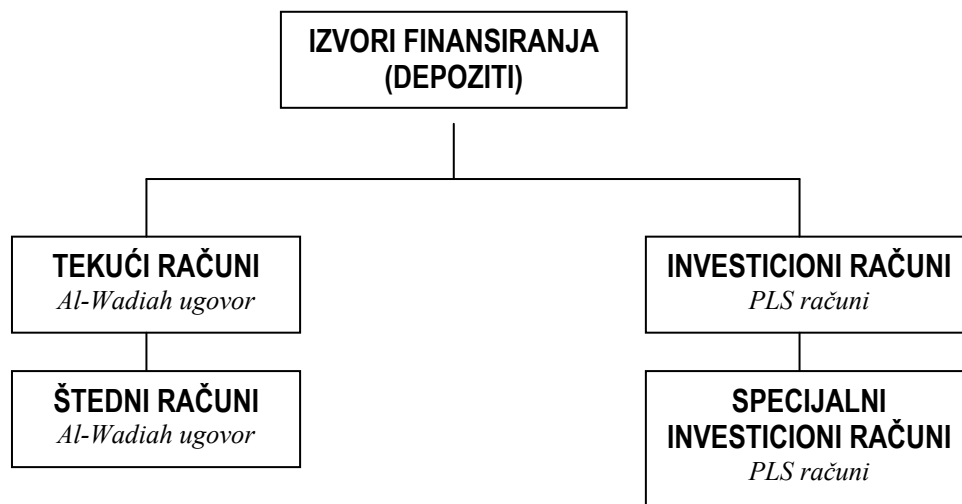 IZVORI FINANSIRANJA
(DEPOZITI)
TEKUĆI RAČUNI
Al-Wadiah ugovor
INVESTICIONI RAČUNI
PLS računi
ŠTEDNI RAČUNI
Al-Wadiah ugovor
SPECIJALNI
INVESTICIONI RAČUNI
PLS računi